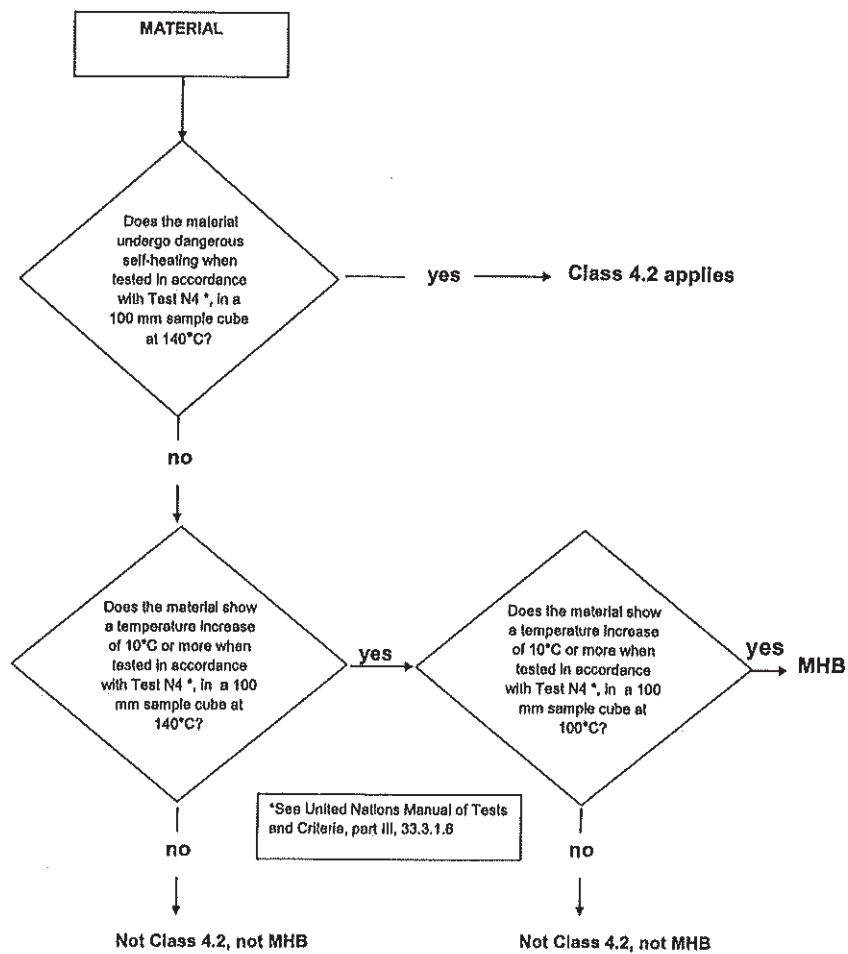 MATERIAL
Does the material
undergo dangerous
self-heating when
tested in accordance
with Test N4 *, in a
100 mm sample cube
at 140°C?
yes
Class 4.2 applies
no
Does the material show
a temperature increase
of 10°C or more when
tested in accordance
with Test N4 *, in a 100
mm sample cube at
140°C?
yes
Does the material show
a temperature increase
of 10°C or more when
tested in accordance
with Test N4 *, in a 100
mm sample cube at
100°C?
yes
MHB
*See United Nations Manual of Tests
and Criteria, part III, 33.3.1.6
no
no
Not Class 4.2, not MHB
Not Class 4.2, not MHB